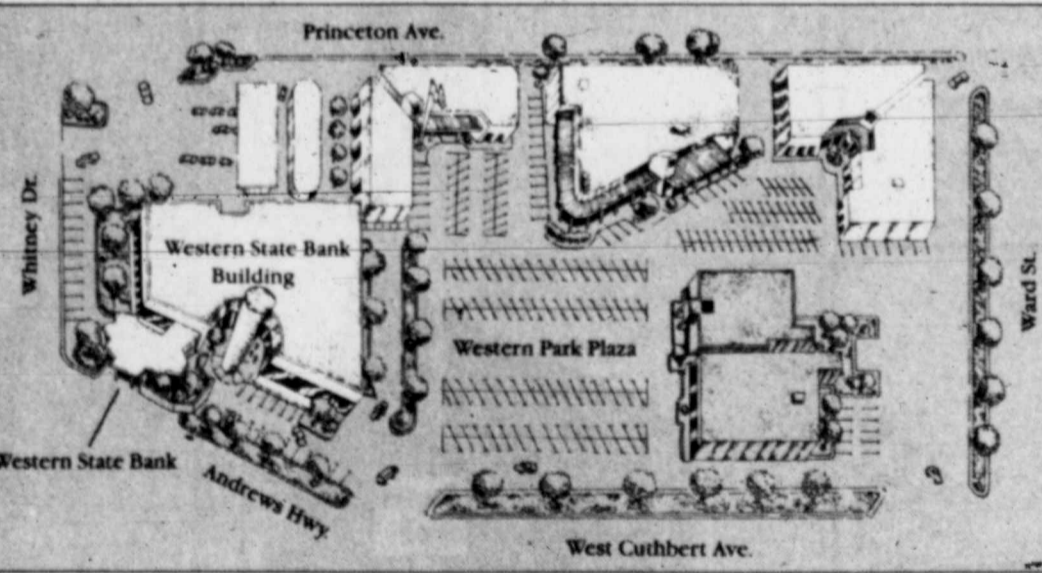 Princeton Ave.
Whitney Dr.
Western State Bank
Building
Western Park Plaza
Ward St.
Western State Bank
Andrews Hwy.
West Cuthbert Ave.